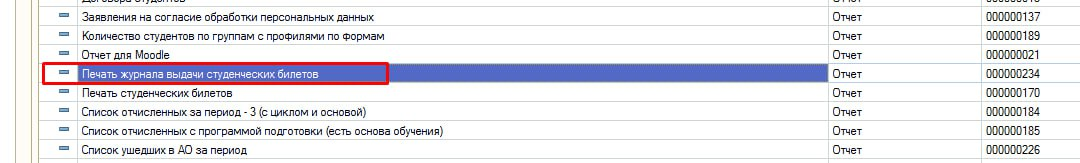 Заявления на согласие обработки персональных данных Отчет 000000137
Количество студентов по группам с профилями по формам Отчет 000000189
Отчет для Moodle Отчет 000000021
Печать журнала выдачи студенческих билетов Отчет 000000234
Печать студенческих билетов Отчет 000000170
Список отчисленных за период - 3 (с циклом и основой) Отчет 000000184
Список отчисленных с программой подготовки (есть основа обучения) Отчет 000000185
Список ушедших в АО за период Отчет 000000226